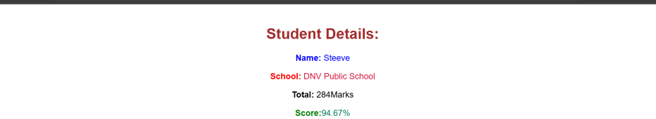 Student Details:
Name: Steeve
School: DNV Public School
Total: 284Marks
Score:94.67%